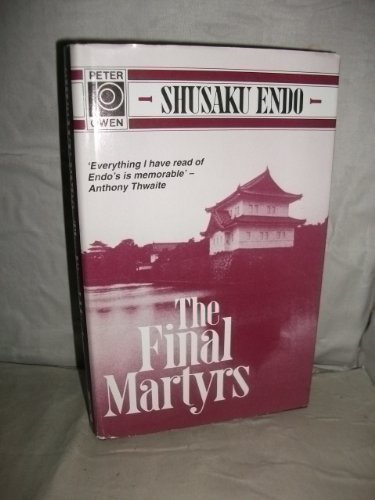 PETER
OWEN
SHUSAKU ENDO
'Everything I have read of
Endo's is memorable' –
Anthony Thwaite
The
Final
Martyrs